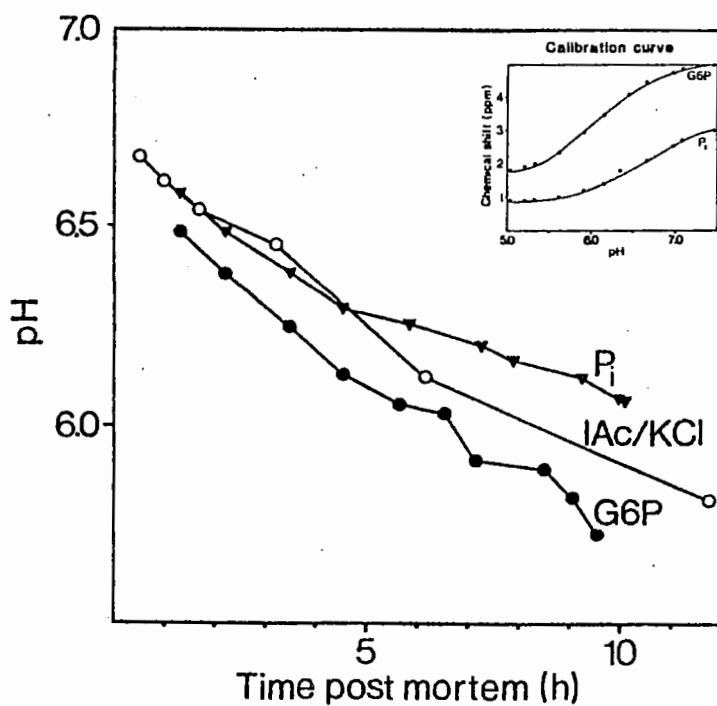 7.0
6.5
6.0
pH
Calibration curve
Chemical shift (ppm)
4
3
2
1
G6P
Pi
5.0
6.0
7.0
pH
Pi
IAc/KCl
G6P
5
10
Time post mortem (h)